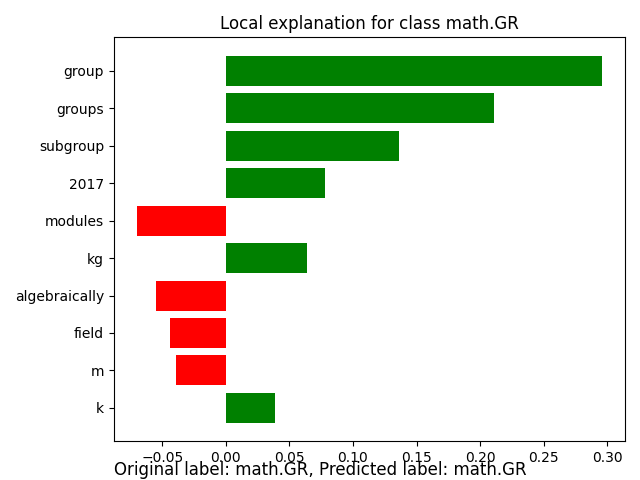 Local explanation for class math.GR
group
groups
subgroup
2017
modules
kg
algebraically
field
m
k
−0.05 0.00 0.05 0.10 0.15 0.20 0.25 0.30
Original label: math.GR, Predicted label: math.GR